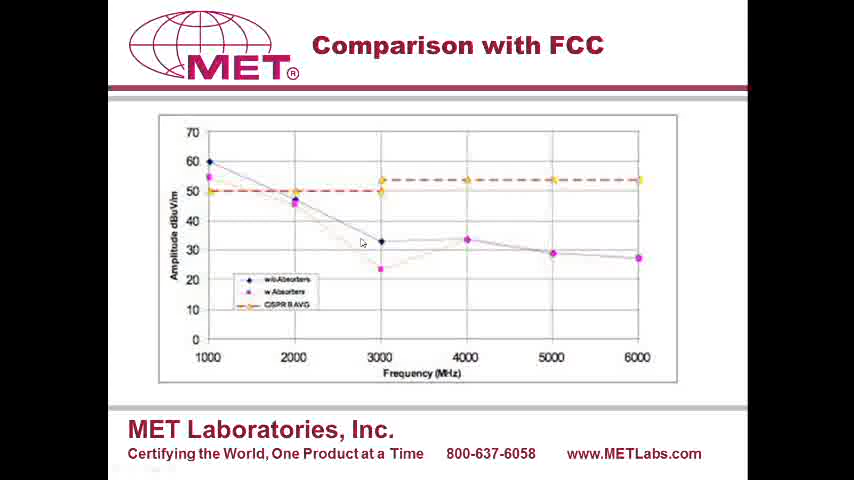 MET®
Comparison with FCC
70
60
50
40
30
20
10
0
Amplitude dBuV/m
w/o Absorbers
w Absorbers
CISPR B AVG
1000 2000 3000 4000 5000 6000
Frequency (MHz)
MET Laboratories, Inc.
Certifying the World, One Product at a Time 800-637-6058 www.METLabs.com